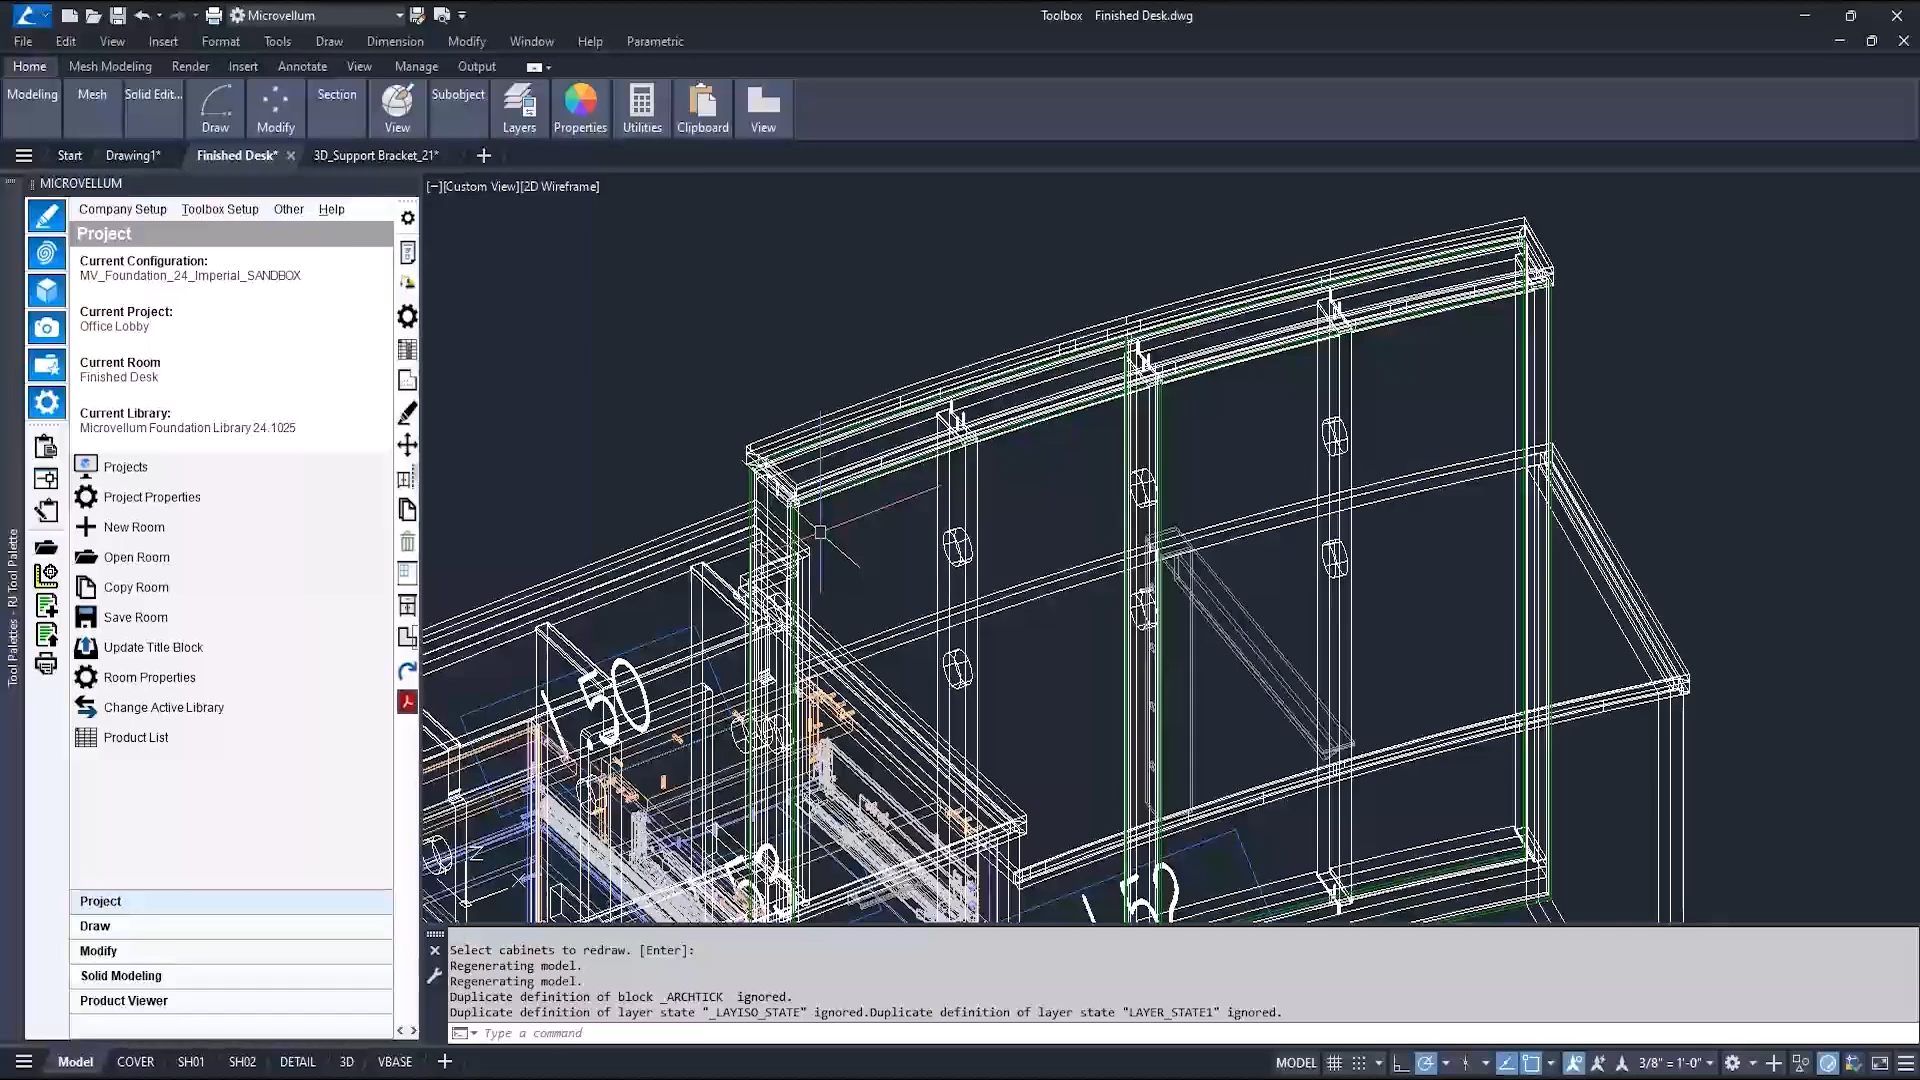 Microvellum
Toolbox Finished Desk.dwg
File Edit View Insert Format Tools Draw Dimension Modify Window Help Parametric
Home Mesh Modeling Render Insert Annotate View Manage Output
Modeling Mesh Solid Edit... Draw Modify Section View Subobject Layers Properties Utilities Clipboard View
Start Drawing1* Finished Desk* 3D_Support Bracket_21*
MICROVELLUM
[−][Custom View][2D Wireframe]
Company Setup Toolbox Setup Other Help
Project
Current Configuration:
MV_Foundation_24_Imperial_SANDBOX
Current Project:
Office Lobby
Current Room
Finished Desk
Current Library:
Microvellum Foundation Library 24.1025
Projects
Project Properties
New Room
Open Room
Copy Room
Save Room
Update Title Block
Room Properties
Change Active Library
Product List
Project
Draw
Modify
Solid Modeling
Product Viewer
Tool Palettes - RJ Tool Palette
1.50
.53
1.52
Select cabinets to redraw. [Enter]:
Regenerating model.
Regenerating model.
Duplicate definition of block _ARCHTICK ignored.
Duplicate definition of layer state "_LAYISO_STATE" ignored.Duplicate definition of layer state "LAYER_STATE1" ignored.
Type a command
Model COVER SH01 SH02 DETAIL 3D VBASE
MODEL 3/8" = 1'-0"